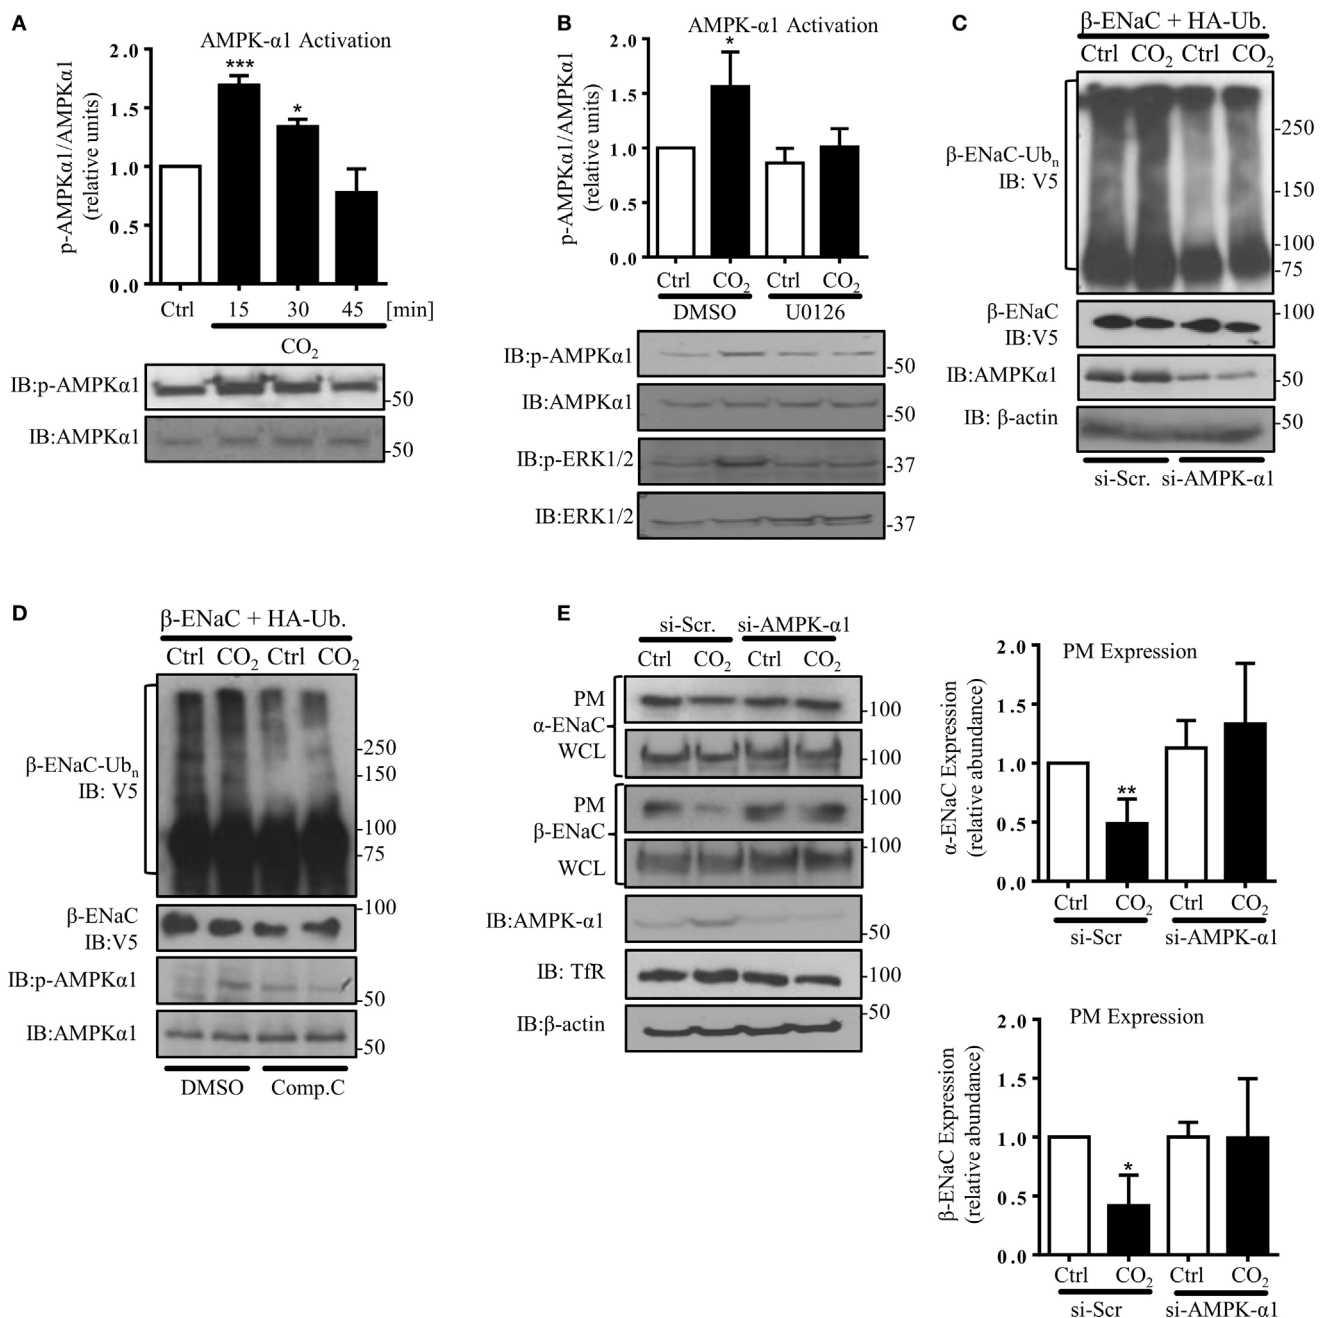 A
AMPK-α1 Activation
p-AMPKα1/AMPKα1
(relative units)
2.0
1.5
1.0
0.5
0.0
***
*
Ctrl 15 30 45 [min]
CO2
IB:p-AMPKα1 -50
IB:AMPKα1 -50
B
AMPK-α1 Activation
p-AMPKα1/AMPKα1
(relative units)
2.0
1.5
1.0
0.5
0.0
*
Ctrl CO2 Ctrl CO2
DMSO U0126
IB:p-AMPKα1 -50
IB:AMPKα1 -50
IB:p-ERK1/2 -37
IB:ERK1/2 -37
C
β-ENaC + HA-Ub.
Ctrl CO2 Ctrl CO2
β-ENaC-Ubn
IB: V5
-250
-150
-100
-75
β-ENaC
IB:V5
-100
IB:AMPKα1 -50
IB: β-actin -50
si-Scr. si-AMPK-α1
D
β-ENaC + HA-Ub.
Ctrl CO2 Ctrl CO2
β-ENaC-Ubn
IB: V5
-250
-150
-100
-75
β-ENaC
IB:V5
-100
IB:p-AMPKα1 -50
IB:AMPKα1 -50
DMSO Comp.C
E
si-Scr. si-AMPK-α1
Ctrl CO2 Ctrl CO2
PM -100
α-ENaC
WCL -100
PM -100
β-ENaC
WCL -100
IB:AMPK-α1 -50
IB: TfR -100
IB:β-actin -50
PM Expression
α-ENaC Expression
(relative abundance)
2.0
1.5
1.0
0.5
0.0
**
Ctrl CO2 Ctrl CO2
si-Scr si-AMPK-α1
PM Expression
β-ENaC Expression
(relative abundance)
2.0
1.5
1.0
0.5
0.0
*
Ctrl CO2 Ctrl CO2
si-Scr si-AMPK-α1